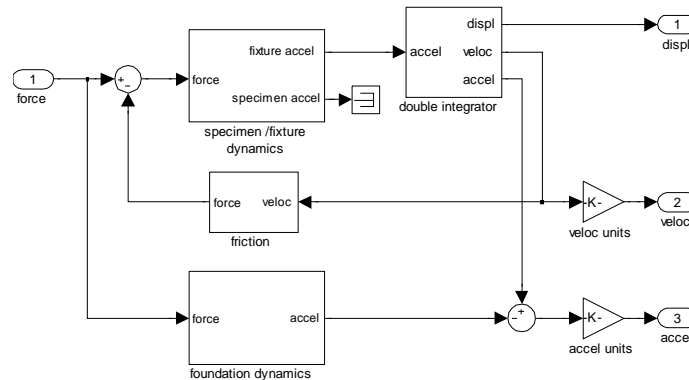 displ
1
displ
fixture accel
accel
veloc
1
force
force
accel
specimen accel
double integrator
specimen /fixture
dynamics
force
veloc
-K-
2
veloc
friction
veloc units
force
accel
-K-
3
accel
foundation dynamics
accel units